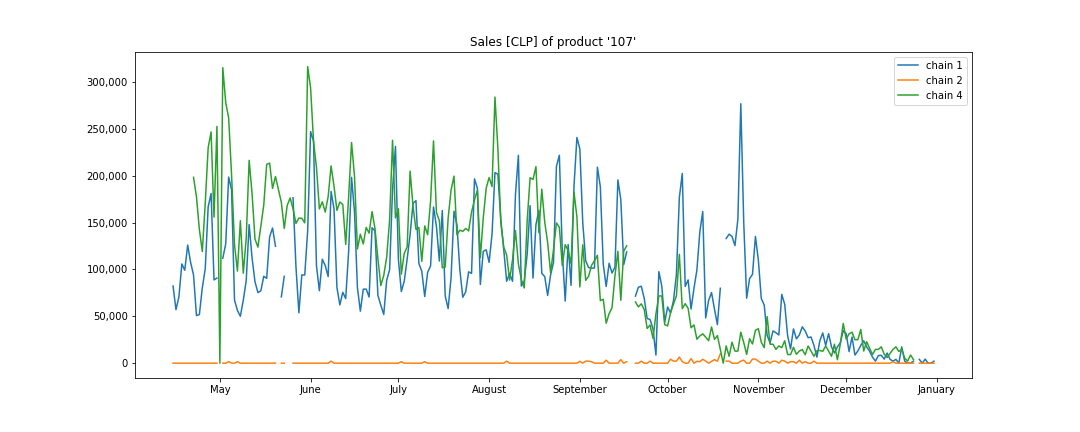 Sales [CLP] of product '107'
chain 1
chain 2
chain 4
300,000
250,000
200,000
150,000
100,000
50,000
0
May June July August September October November December January